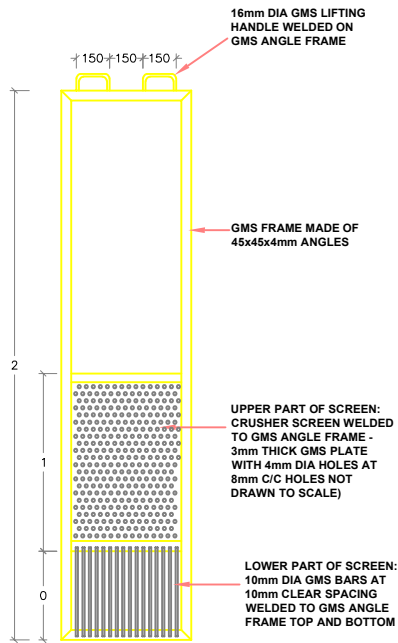 16mm DIA GMS LIFTING
HANDLE WELDED ON
GMS ANGLE FRAME
150 150 150
GMS FRAME MADE OF
45x45x4mm ANGLES
2
UPPER PART OF SCREEN:
CRUSHER SCREEN WELDED
TO GMS ANGLE FRAME -
3mm THICK GMS PLATE
WITH 4mm DIA HOLES AT
8mm C/C HOLES NOT
DRAWN TO SCALE)
1
LOWER PART OF SCREEN:
10mm DIA GMS BARS AT
10mm CLEAR SPACING
WELDED TO GMS ANGLE
FRAME TOP AND BOTTOM
0